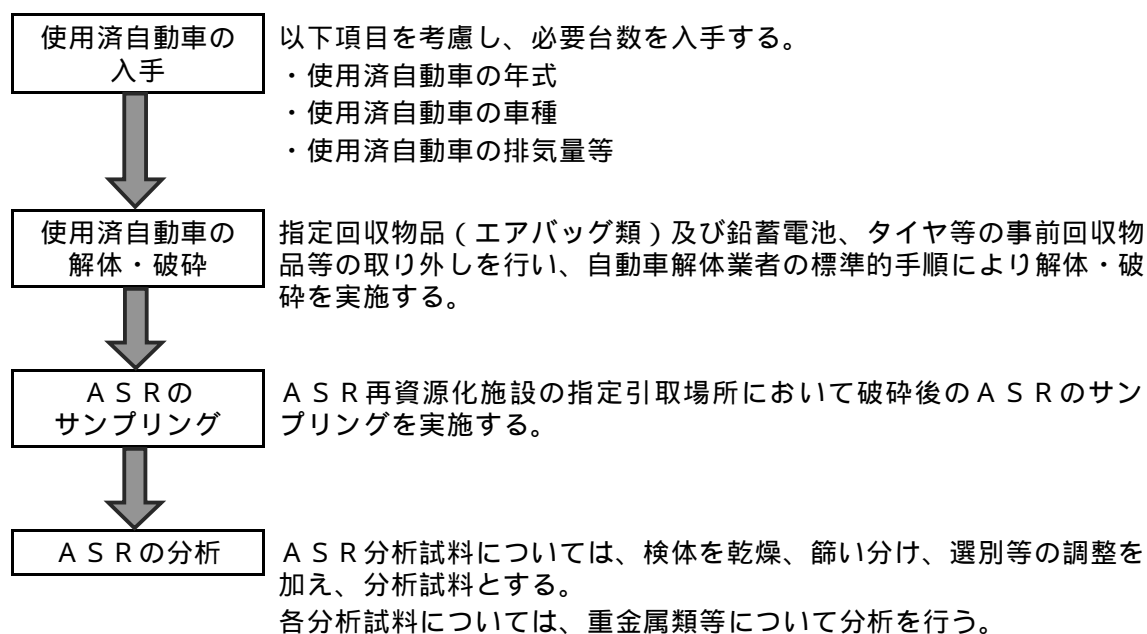 使用済自動車の
入手
以下項目を考慮し、必要台数を入手する。
・使用済自動車の年式
・使用済自動車の車種
・使用済自動車の排気量等
使用済自動車の
解体・破砕
指定回収物品(エアバッグ類)及び鉛蓄電池、タイヤ等の事前回収物
品等の取り外しを行い、自動車解体業者の標準的手順により解体・破
砕を実施する。
ASRの
サンプリング
ASR再資源化施設の指定引取場所において破砕後のASRのサン
プリングを実施する。
ASRの分析
ASR分析試料については、検体を乾燥、篩い分け、選別等の調整を
加え、分析試料とする。
各分析試料については、重金属類等について分析を行う。